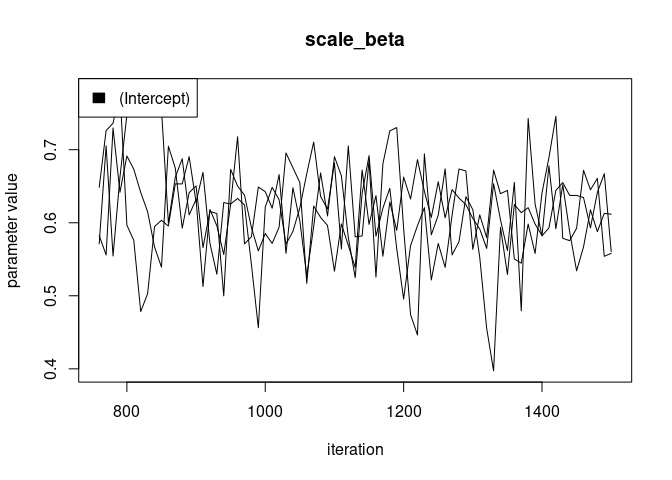 scale_beta
(Intercept)
parameter value
0.7
0.6
0.5
0.4
800 1000 1200 1400
iteration